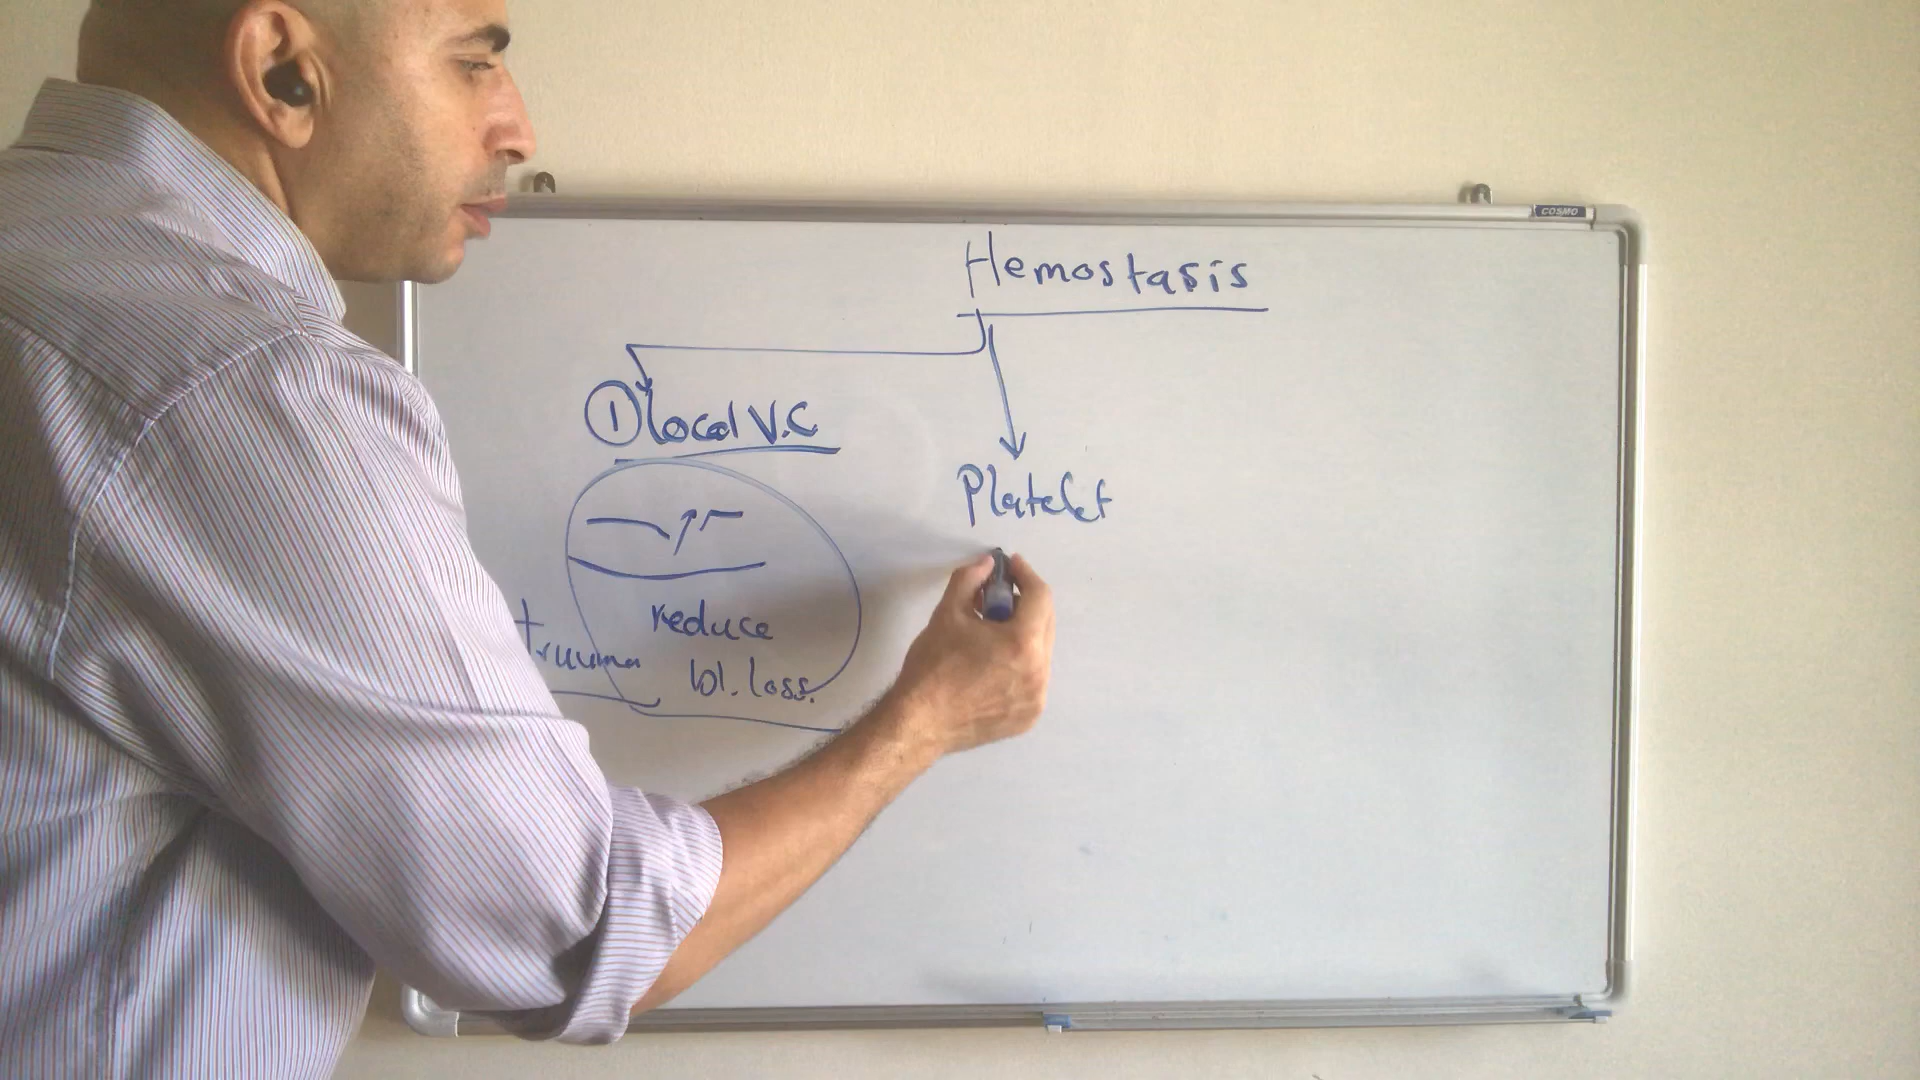 COSMO
Hemostasis
① Local V.C
Platelet
reduce
trauma
bl. loss.